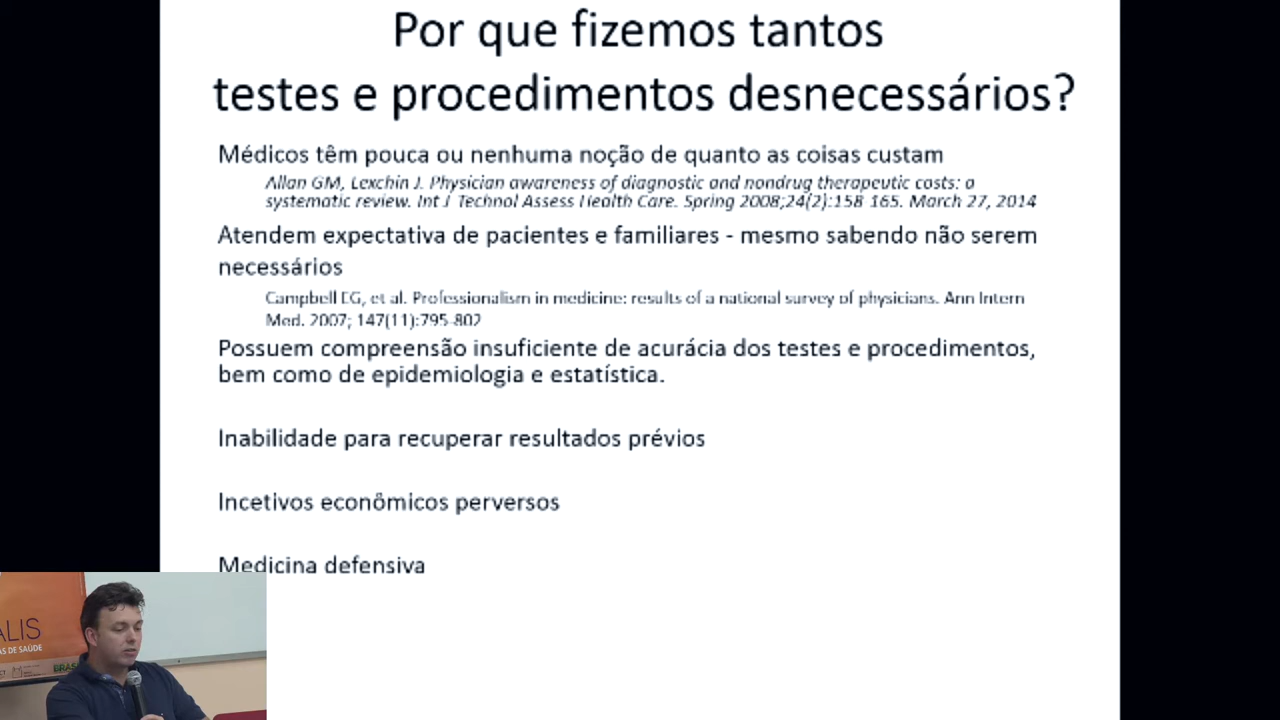 Por que fizemos tantos
testes e procedimentos desnecessários?
Médicos têm pouca ou nenhuma noção de quanto as coisas custam
Allan GM, Lexchin J. Physician awareness of diagnostic and nondrug therapeutic costs: a
systematic review. Int J Technol Assess Health Care. Spring 2008;24(2):158 165. March 27, 2014
Atendem expectativa de pacientes e familiares - mesmo sabendo não serem
necessários
Campbell EG, et al. Professionalism in medicine: results of a national survey of physicians. Ann Intern
Med. 2007; 147(11):795-802
Possuem compreensão insuficiente de acurácia dos testes e procedimentos,
bem como de epidemiologia e estatística.
Inabilidade para recuperar resultados prévios
Incetivos econômicos perversos
Medicina defensiva
ALIS
AS DE SAÚDE